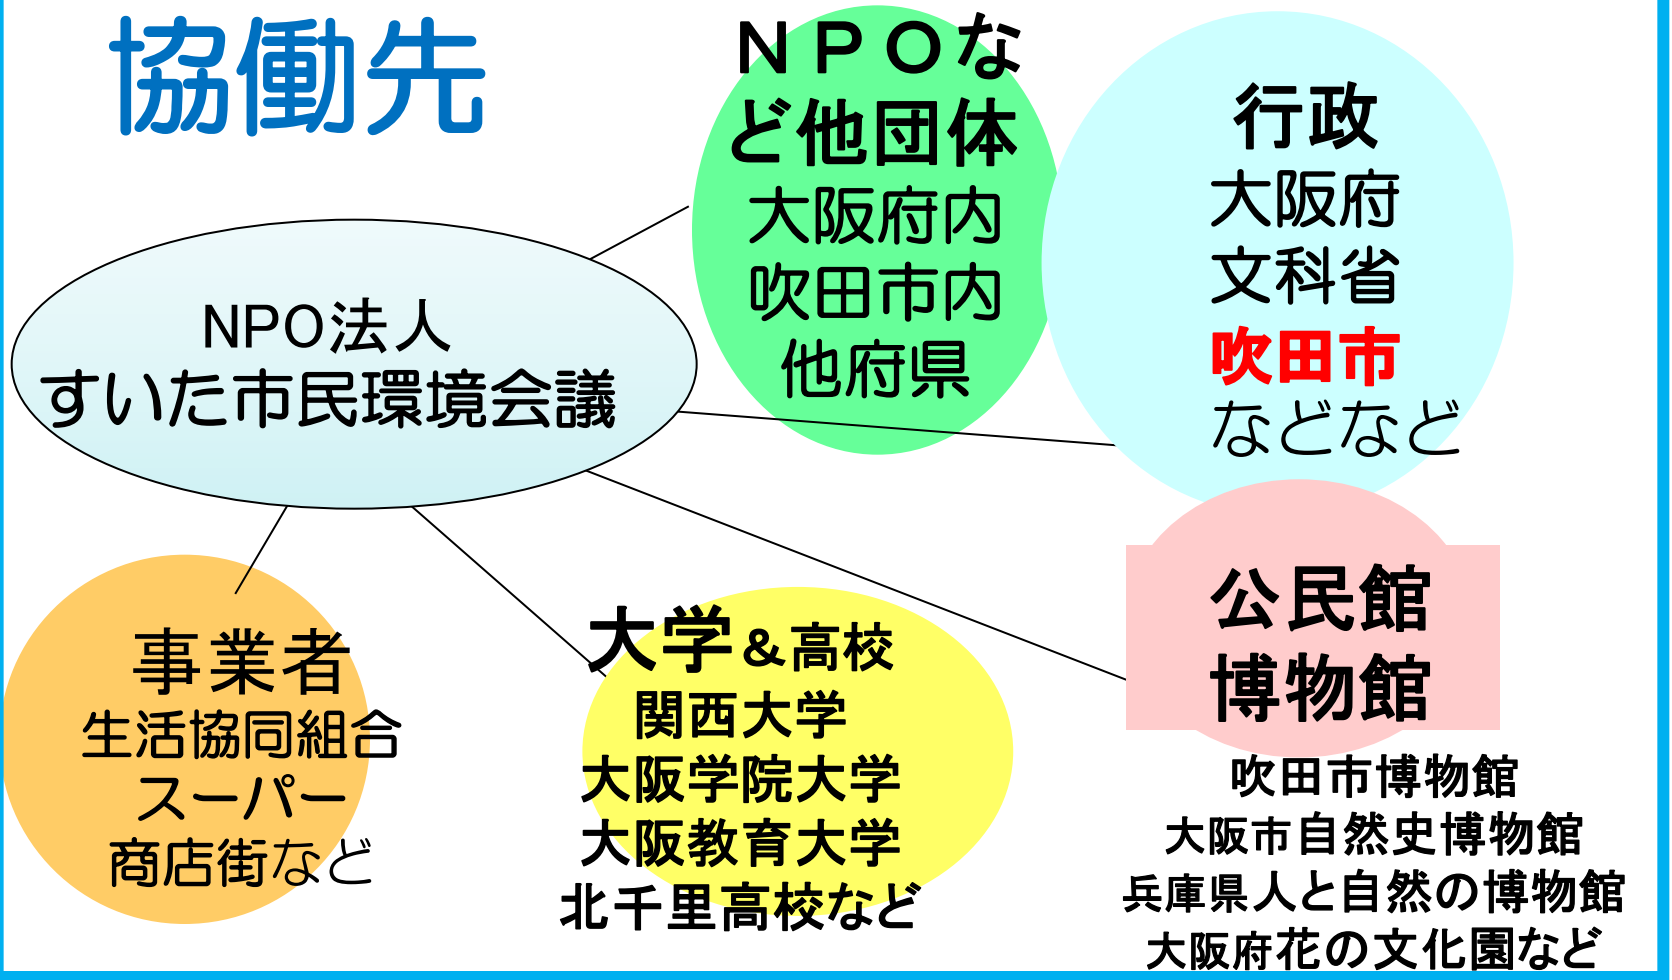 協働先
NPO法人
すいた市民環境会議
NPOな
ど他団体
大阪府内
吹田市内
他府県
行政
大阪府
文科省
吹田市
などなど
事業者
生活協同組合
スーパー
商店街など
大学&高校
関西大学
大阪学院大学
大阪教育大学
北千里高校など
公民館
博物館
吹田市博物館
大阪市自然史博物館
兵庫県人と自然の博物館
大阪府花の文化園など